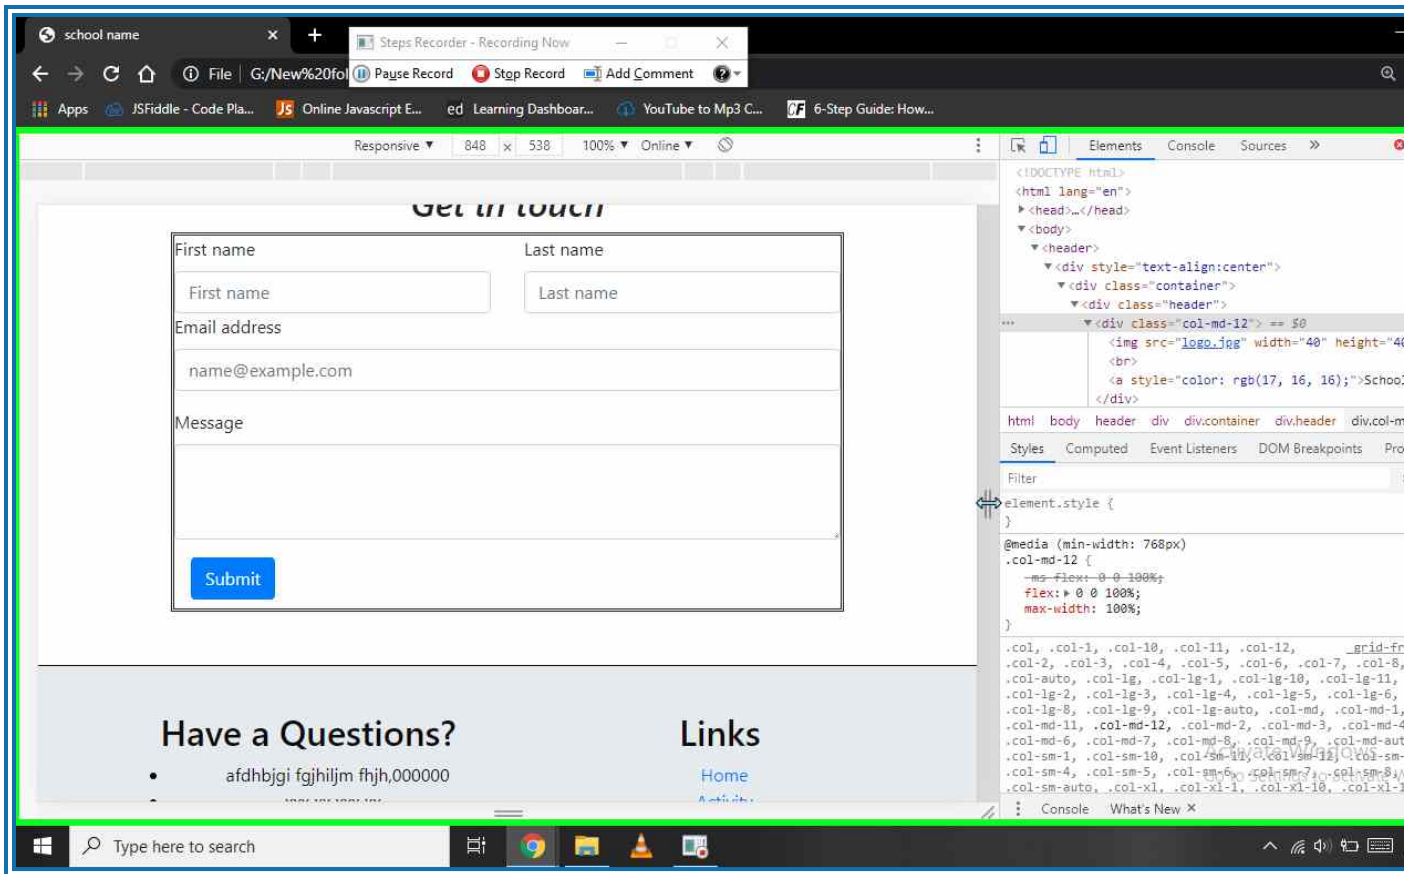 school name
Steps Recorder - Recording Now
File | G:/New%20fol
Pause Record Stop Record Add Comment
Apps JSFiddle - Code Pla... JS Online Javascript E... ed Learning Dashboar... YouTube to Mp3 C... CF 6-Step Guide: How...
Responsive 848 x 538 100% Online
Get in touch
First name Last name
First name Last name
Email address
name@example.com
Message
Submit
Have a Questions? Links
afdhbjgi fgjhiljm fhjh,000000 Home
Activity
Elements Console Sources »
<!DOCTYPE html>
<html lang="en">
<head>…</head>
<body>
<header>
<div style="text-align:center">
<div class="container">
<div class="header">
... <div class="col-md-12"> == $0
<img src="logo.jpg" width="40" height="40
<br>
<a style="color: rgb(17, 16, 16);">School
</div>
html body header div div.container div.header div.col-m
Styles Computed Event Listeners DOM Breakpoints Pro
Filter
element.style {
}
@media (min-width: 768px)
.col-md-12 {
-ms-flex: 0 0 100%;
flex: 0 0 100%;
max-width: 100%;
}
.col, .col-1, .col-10, .col-11, .col-12, _grid-fr
.col-2, .col-3, .col-4, .col-5, .col-6, .col-7, .col-8,
.col-auto, .col-lg, .col-lg-1, .col-lg-10, .col-lg-11,
.col-lg-2, .col-lg-3, .col-lg-4, .col-lg-5, .col-lg-6,
.col-lg-8, .col-lg-9, .col-lg-auto, .col-md, .col-md-1,
.col-md-11, .col-md-12, .col-md-2, .col-md-3, .col-md-4
.col-md-6, .col-md-7, .col-md-8, .col-md-9, .col-md-aut
.col-sm-1, .col-sm-10, .col-sm-11, .col-sm-12, .col-sm-
.col-sm-4, .col-sm-5, .col-sm-6, .col-sm-7, .col-sm-8,
.col-sm-auto, .col-xl, .col-xl-1, .col-xl-10, .col-xl-1
Activate Windows
Go to Settings to activate W
Console What's New ×
Type here to search